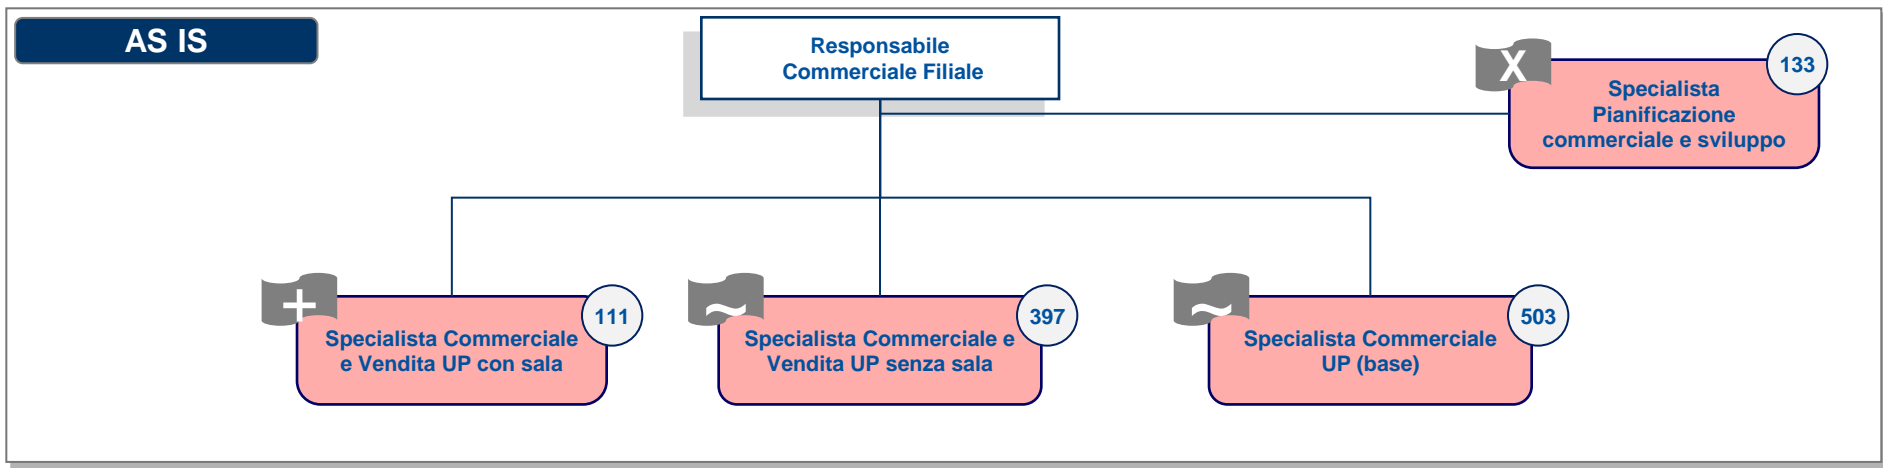 AS IS
Responsabile
Commerciale Filiale
X
133
Specialista
Pianificazione
commerciale e sviluppo
+
111
Specialista Commerciale
e Vendita UP con sala
~
397
Specialista Commerciale e
Vendita UP senza sala
~
503
Specialista Commerciale
UP (base)